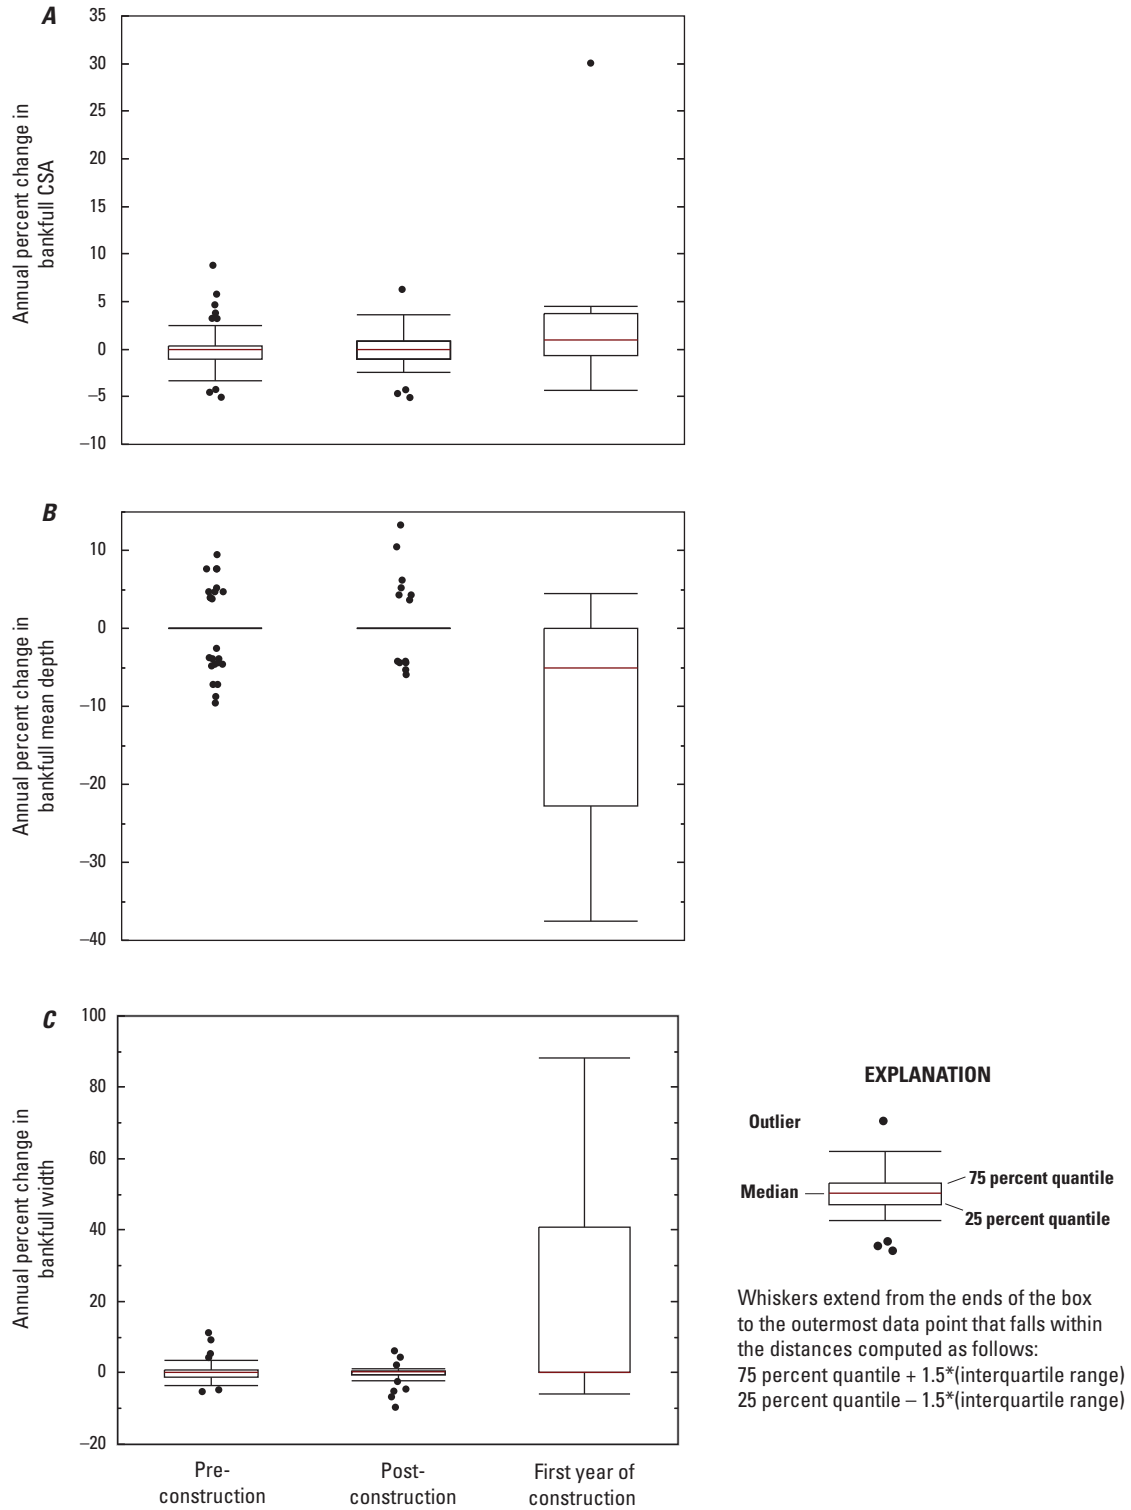 A
35
30
25
20
15
10
5
0
–5
–10
Annual percent change in
bankfull CSA
B
10
0
–10
–20
–30
–40
Annual percent change in
bankfull mean depth
C
100
80
60
40
20
0
–20
Annual percent change in
bankfull width
Pre-
construction
Post-
construction
First year of
construction
EXPLANATION
Outlier
75 percent quantile
Median
25 percent quantile
Whiskers extend from the ends of the box
to the outermost data point that falls within
the distances computed as follows:
75 percent quantile + 1.5*(interquartile range)
25 percent quantile – 1.5*(interquartile range)